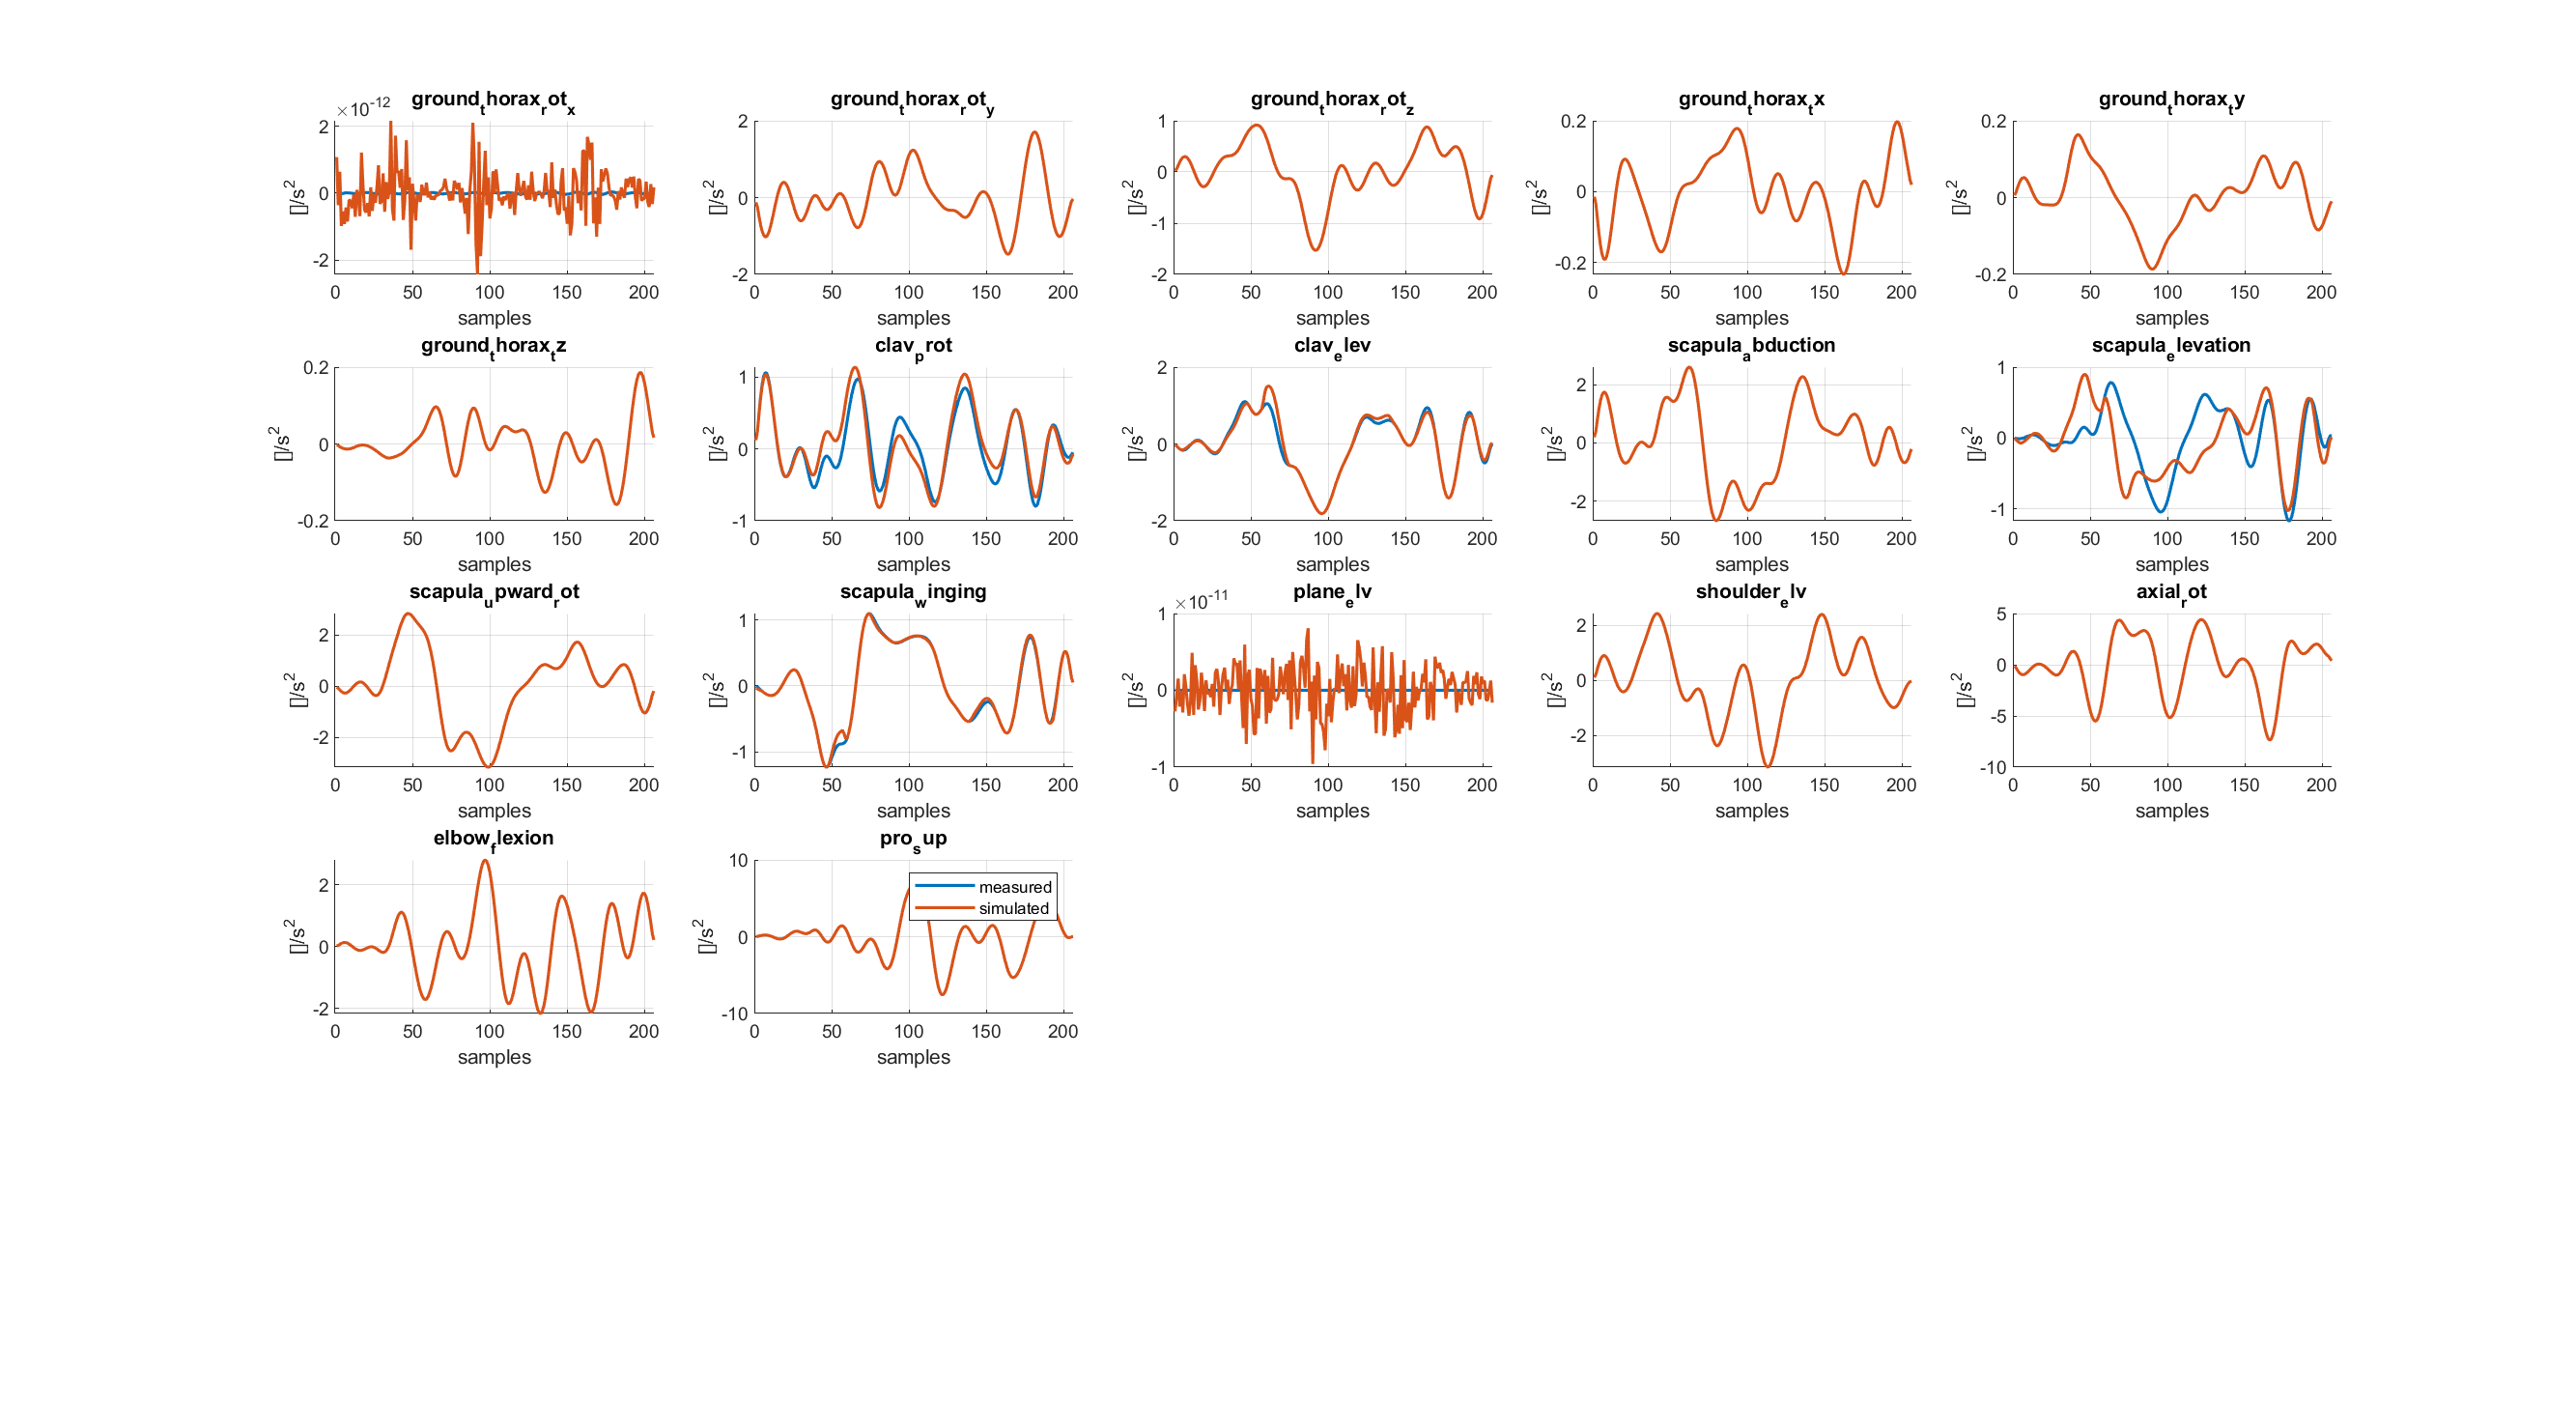 ground_thorax_rot_x
×10-12
2
0
-2
[]/s2
0 50 100 150 200
samples
ground_thorax_rot_y
2
0
-2
[]/s2
0 50 100 150 200
samples
ground_thorax_rot_z
1
0
-1
-2
[]/s2
0 50 100 150 200
samples
ground_thorax_tx
0.2
0
-0.2
[]/s2
0 50 100 150 200
samples
ground_thorax_ty
0.2
0
-0.2
[]/s2
0 50 100 150 200
samples
ground_thorax_tz
0.2
0
-0.2
[]/s2
0 50 100 150 200
samples
clav_prot
1
0
-1
[]/s2
0 50 100 150 200
samples
clav_elev
2
0
-2
[]/s2
0 50 100 150 200
samples
scapula_abduction
2
0
-2
[]/s2
0 50 100 150 200
samples
scapula_elevation
1
0
-1
[]/s2
0 50 100 150 200
samples
scapula_upward_rot
2
0
-2
[]/s2
0 50 100 150 200
samples
scapula_winging
1
0
-1
[]/s2
0 50 100 150 200
samples
plane_elv
×10-11
1
0
-1
[]/s2
0 50 100 150 200
samples
shoulder_elv
2
0
-2
[]/s2
0 50 100 150 200
samples
axial_rot
5
0
-5
-10
[]/s2
0 50 100 150 200
samples
elbow_flexion
2
0
-2
[]/s2
0 50 100 150 200
samples
pro_sup
10
0
-10
[]/s2
measured
simulated
0 50 100 150 200
samples